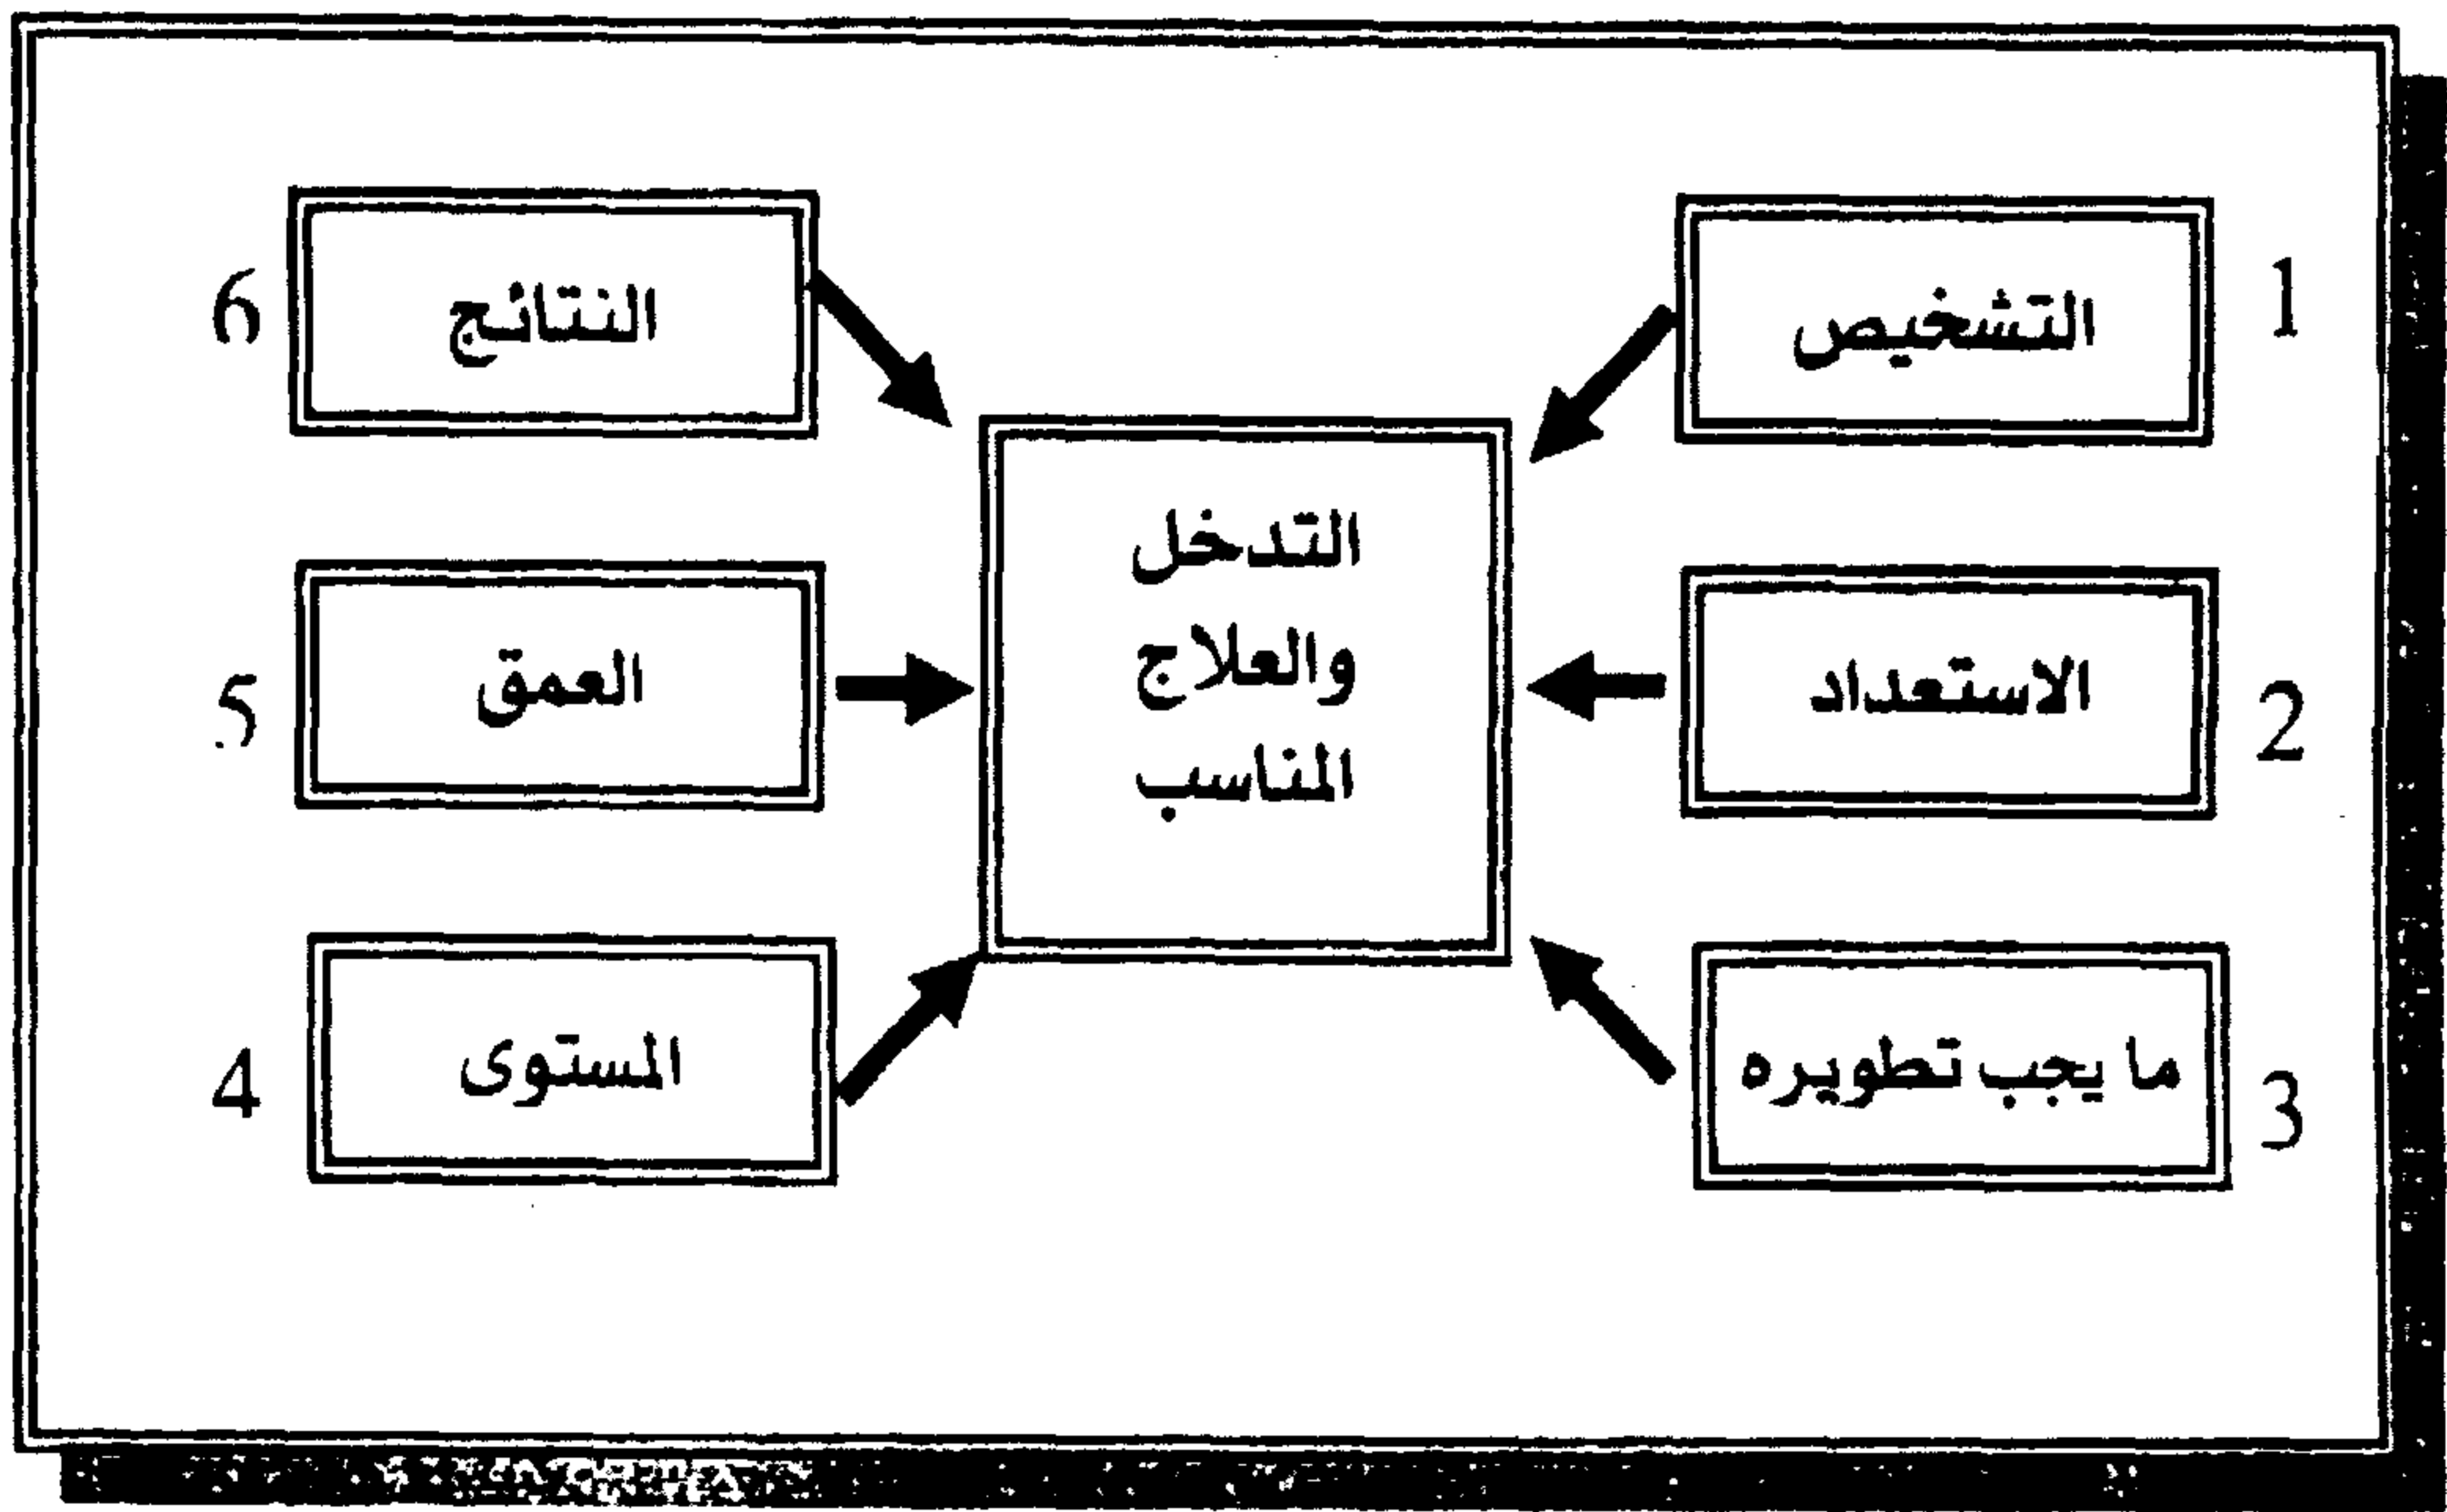 1
التشخيص
2
الاستعداد
3
ما يجب تطويره
التدخل
والعلاج
المناسب
6
النتائج
5
العمق
4
المستوى